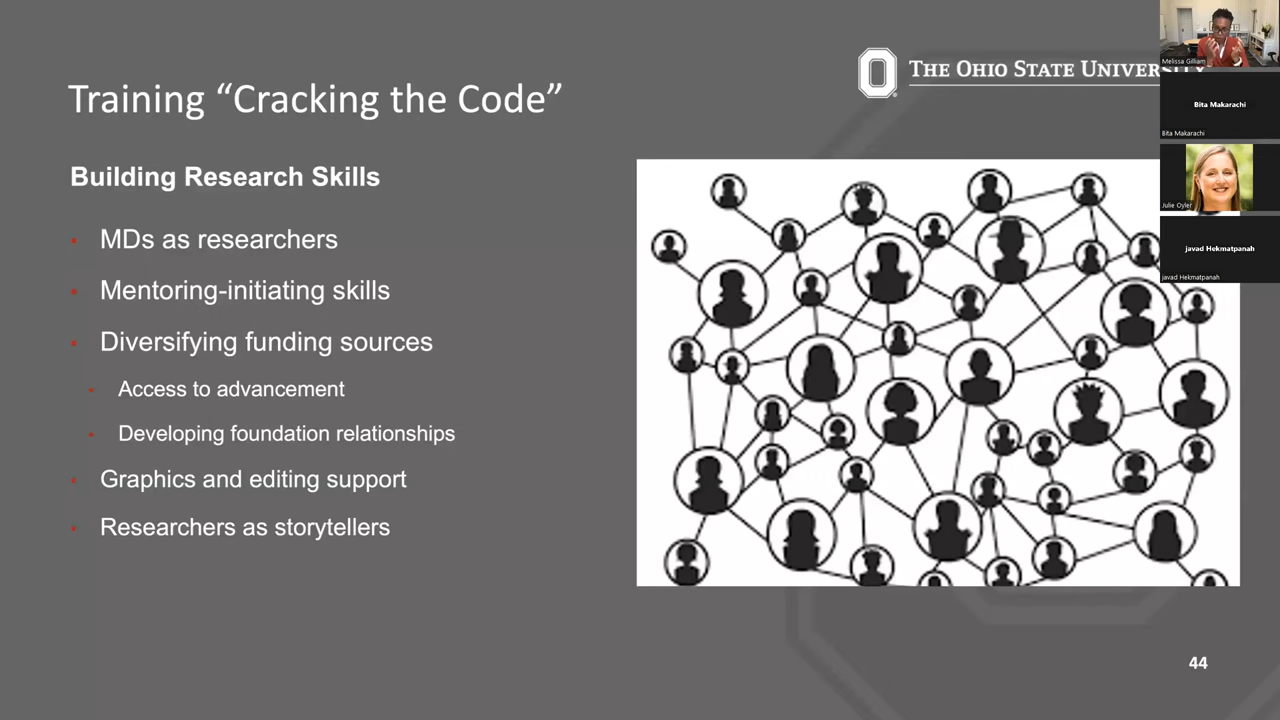 THE OHIO STATE UNIVERSITY
Training “Cracking the Code”
Building Research Skills
MDs as researchers
Mentoring-initiating skills
Diversifying funding sources
Access to advancement
Developing foundation relationships
Graphics and editing support
Researchers as storytellers
44
Melissa Gilliam
Bita Makarachi
Bita Makarachi
Julie Oyler
javad Hekmatpanah
javad Hekmatpanah